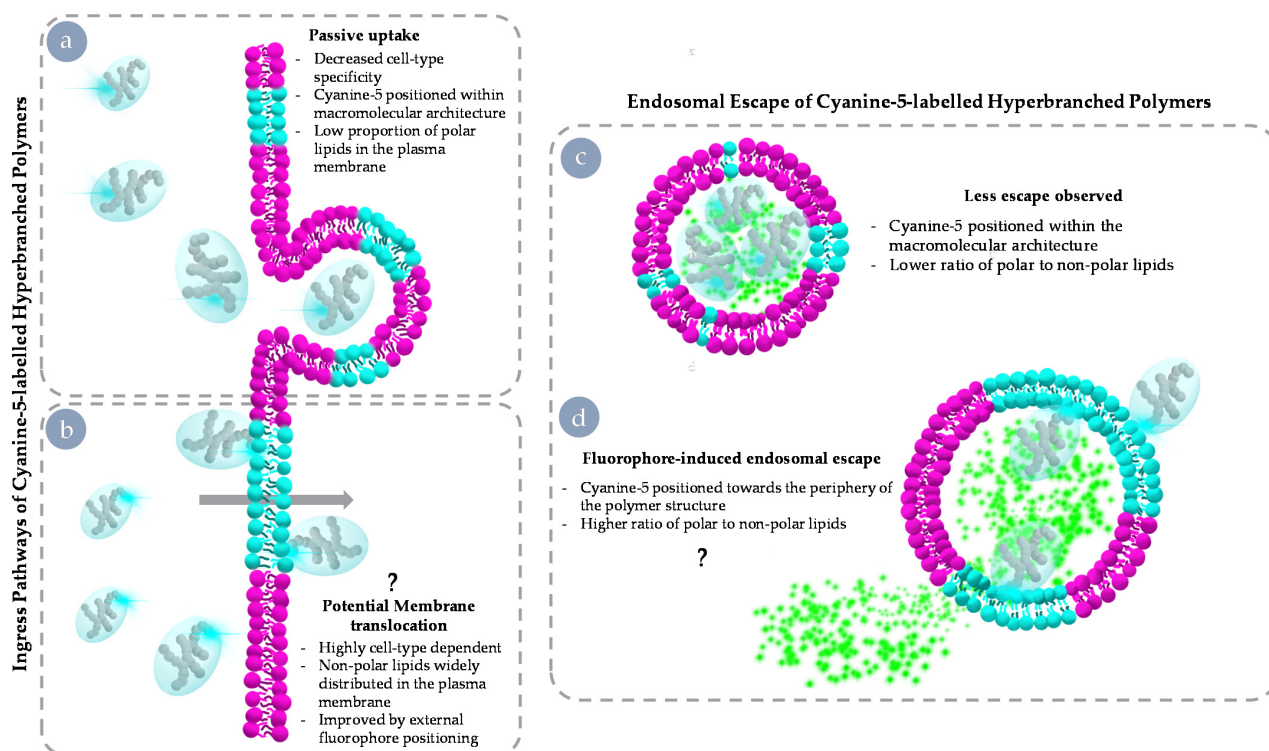 Ingress Pathways of Cyanine-5-labelled Hyperbranched Polymers
a
Passive uptake
- Decreased cell-type
specificity
- Cyanine-5 positioned within
macromolecular architecture
- Low proportion of polar
lipids in the plasma
membrane
b
?
Potential Membrane
translocation
- Highly cell-type dependent
- Non-polar lipids widely
distributed in the plasma
membrane
- Improved by external
fluorophore positioning
Endosomal Escape of Cyanine-5-labelled Hyperbranched Polymers
c
Less escape observed
- Cyanine-5 positioned within the
macromolecular architecture
- Lower ratio of polar to non-polar lipids
d
Fluorophore-induced endosomal escape
- Cyanine-5 positioned towards the periphery of
the polymer structure
- Higher ratio of polar to non-polar lipids
?